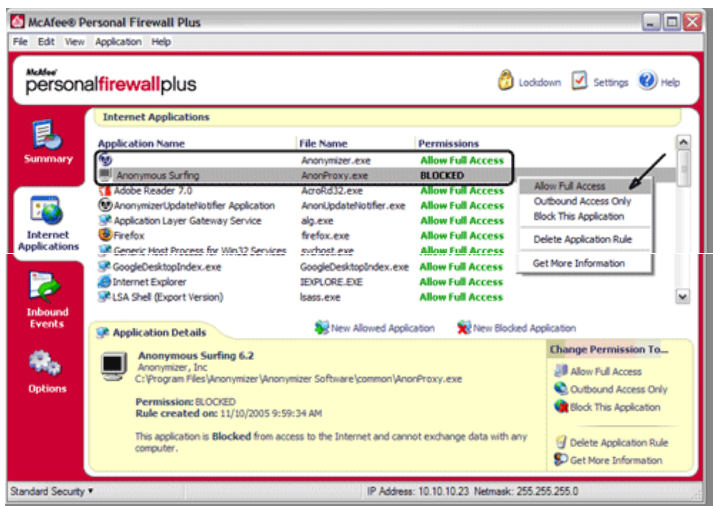 McAfee® Personal Firewall Plus
File Edit View Application Help
McAfee®
personalfirewallplus
Lockdown Settings Help
Internet Applications
Application Name File Name Permissions
Anonymizer.exe Allow Full Access
Anonymous Surfing AnonProxy.exe BLOCKED
Adobe Reader 7.0 AcroRd32.exe Allow Full Access
AnonymizerUpdateNotifier Application AnonUpdateNotifier.exe Allow Full Access
Application Layer Gateway Service alg.exe Allow Full Access
Firefox firefox.exe Allow Full Access
Generic Host Process for Win32 Services svchost.exe Allow Full Access
GoogleDesktopIndex.exe GoogleDesktopIndex.exe Allow Full Access
Internet Explorer IEXPLORE.EXE Allow Full Access
LSA Shell (Export Version) lsass.exe Allow Full Access
Allow Full Access
Outbound Access Only
Block This Application
Delete Application Rule
Get More Information
Summary
Internet
Applications
Inbound
Events
Options
New Allowed Application New Blocked Application
Application Details
Anonymous Surfing 6.2
Anonymizer, Inc
C:\Program Files\Anonymizer\Anonymizer Software\common\AnonProxy.exe
Permission: BLOCKED
Rule created on: 11/10/2005 9:59:34 AM
This application is Blocked from access to the Internet and cannot exchange data with any
computer.
Change Permission To...
Allow Full Access
Outbound Access Only
Block This Application
Delete Application Rule
Get More Information
Standard Security IP Address: 10.10.10.23 Netmask: 255.255.255.0